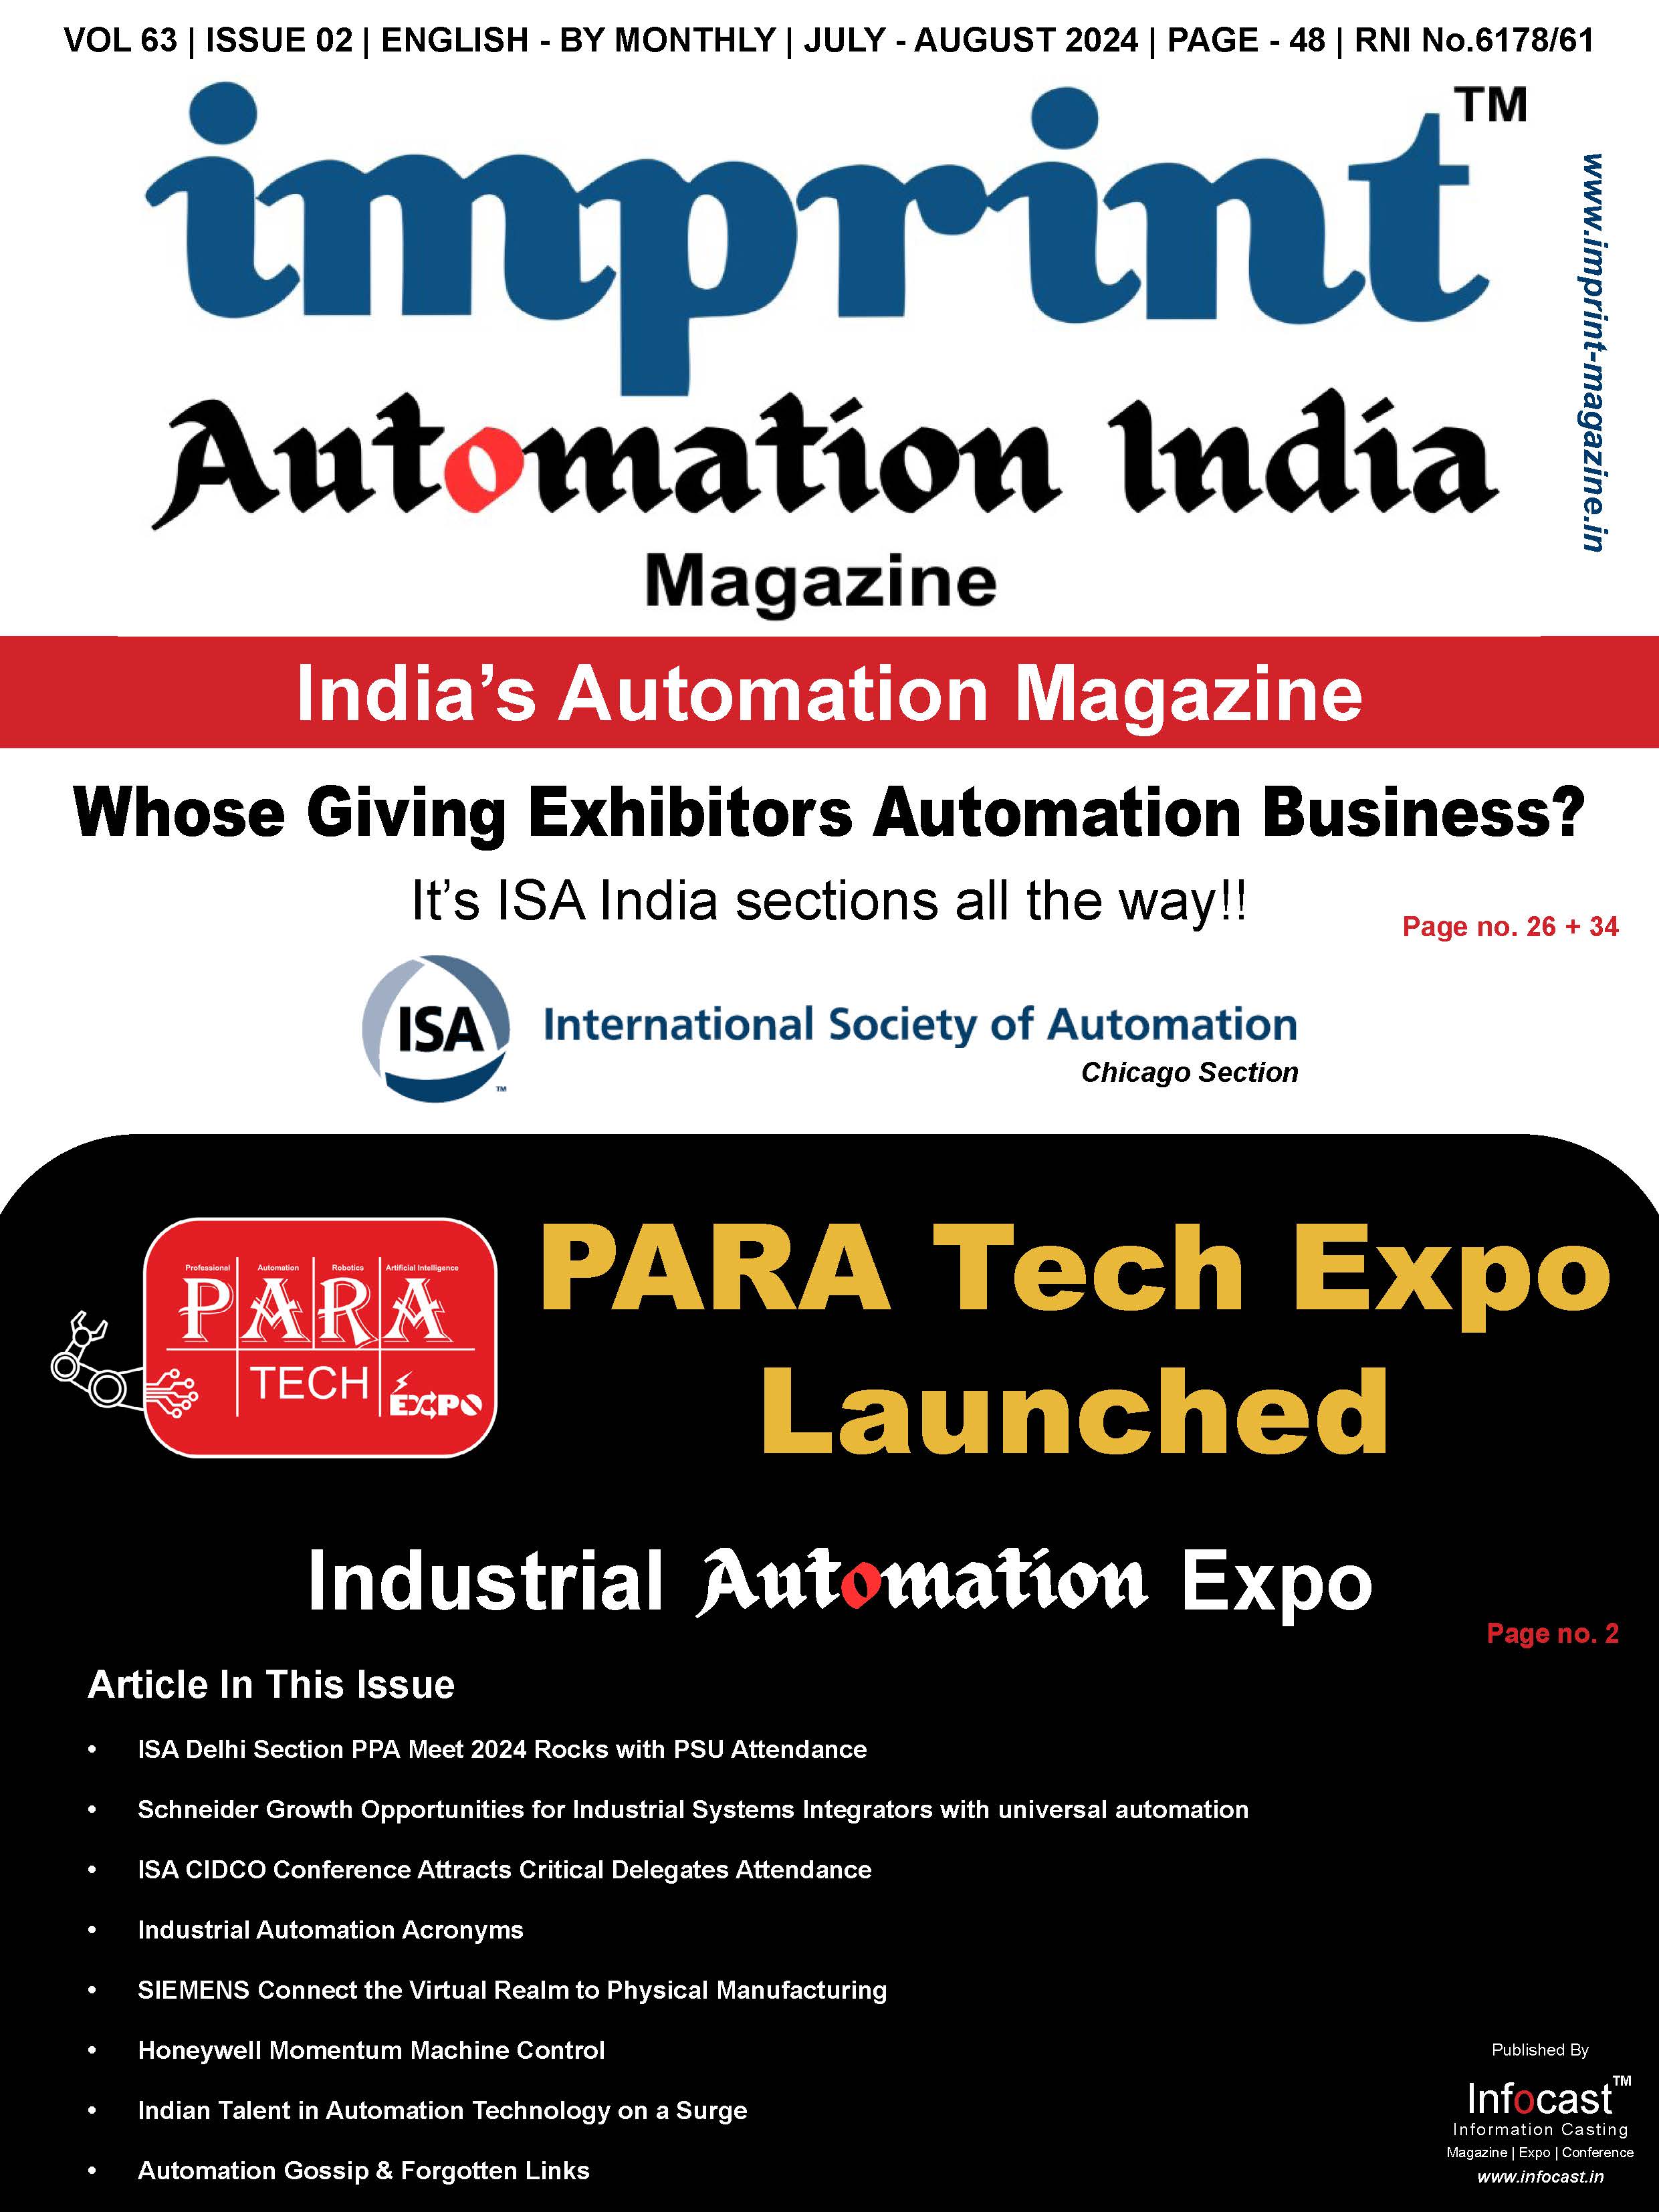 VOL 63 | ISSUE 02 | ENGLISH - BY MONTHLY | JULY - AUGUST 2024 | PAGE - 48 | RNI No.6178/61
imprint™
www.imprint-magazine.in
Automation India
Magazine
India's Automation Magazine
Whose Giving Exhibitors Automation Business?
It's ISA India sections all the way!!
Page no. 26 + 34
ISA™ International Society of Automation
Chicago Section
Professional Automation Robotics Artificial Intelligence
PARA
TECH EXPO
PARA Tech Expo
Launched
Industrial Automation Expo
Page no. 2
Article In This Issue
• ISA Delhi Section PPA Meet 2024 Rocks with PSU Attendance
• Schneider Growth Opportunities for Industrial Systems Integrators with universal automation
• ISA CIDCO Conference Attracts Critical Delegates Attendance
• Industrial Automation Acronyms
• SIEMENS Connect the Virtual Realm to Physical Manufacturing
• Honeywell Momentum Machine Control
• Indian Talent in Automation Technology on a Surge
• Automation Gossip & Forgotten Links
Published By
Infocast™
Information Casting
Magazine | Expo | Conference
www.infocast.in